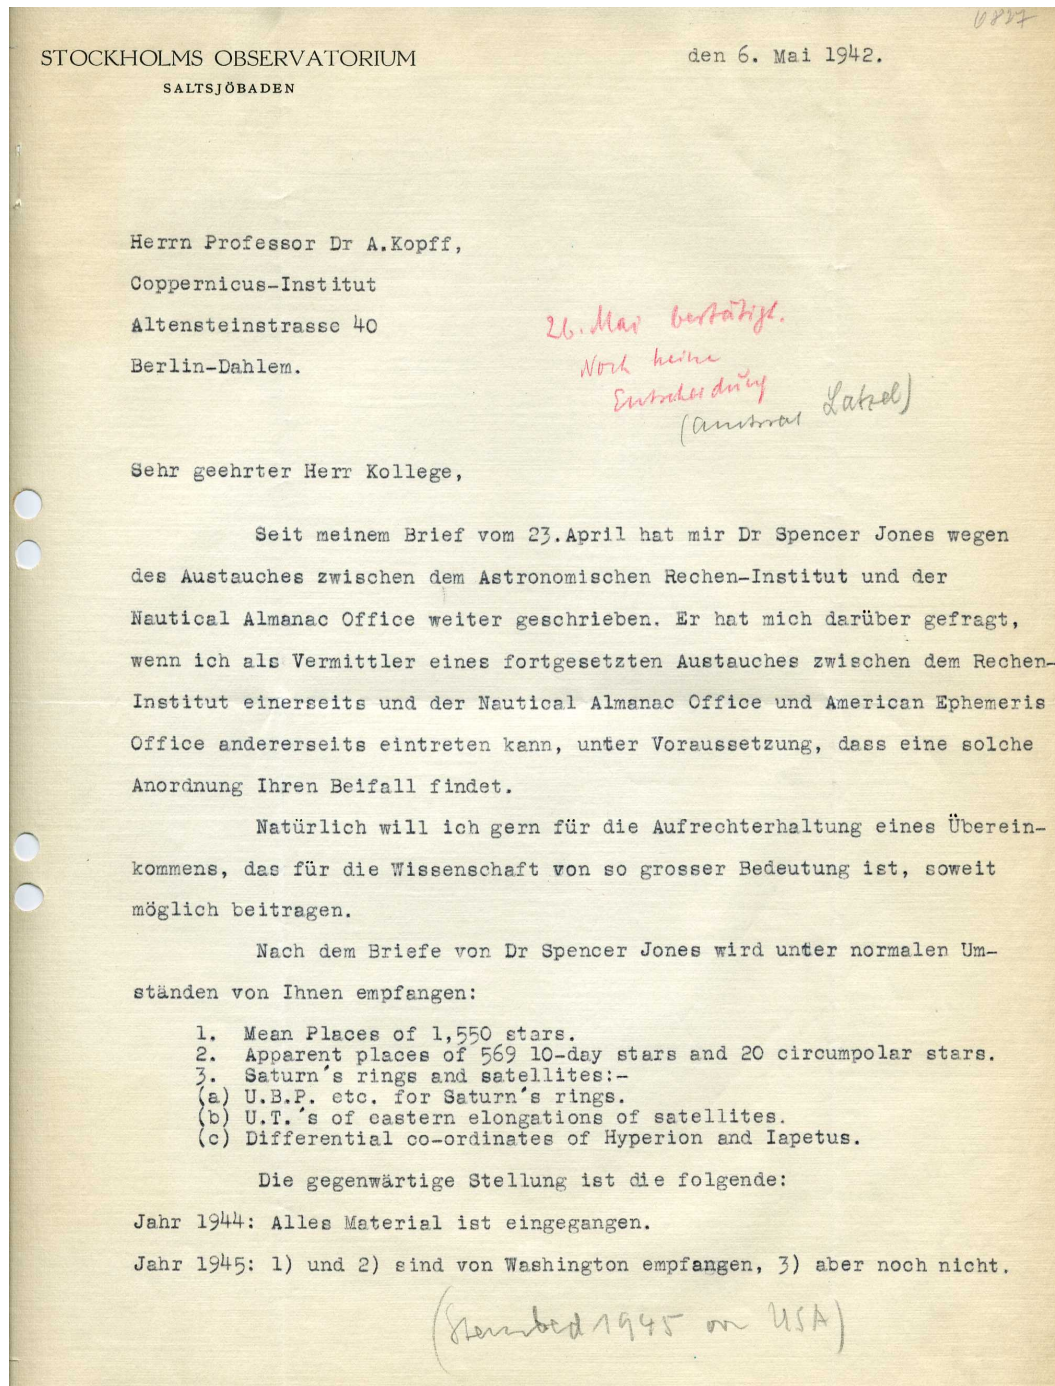 6827
STOCKHOLMS OBSERVATORIUM
SALTSJÖBADEN
den 6. Mai 1942.
Herrn Professor Dr A.Kopff,
Coppernicus-Institut
Altensteinstrasse 40
Berlin-Dahlem.
26. Mai bestätigt.
Noch keine
Entscheidung
(Amtsrat Latzel)
Sehr geehrter Herr Kollege,
Seit meinem Brief vom 23.April hat mir Dr Spencer Jones wegen
des Austauches zwischen dem Astronomischen Rechen-Institut und der
Nautical Almanac Office weiter geschrieben. Er hat mich darüber gefragt,
wenn ich als Vermittler eines fortgesetzten Austauches zwischen dem Rechen-
Institut einerseits und der Nautical Almanac Office und American Ephemeris
Office andererseits eintreten kann, unter Voraussetzung, dass eine solche
Anordnung Ihren Beifall findet.
Natürlich will ich gern für die Aufrechterhaltung eines Überein-
kommens, das für die Wissenschaft von so grosser Bedeutung ist, soweit
möglich beitragen.
Nach dem Briefe von Dr Spencer Jones wird unter normalen Um-
ständen von Ihnen empfangen:
1. Mean Places of 1,550 stars.
2. Apparent places of 569 10-day stars and 20 circumpolar stars.
3. Saturn's rings and satellites:-
(a) U.B.P. etc. for Saturn's rings.
(b) U.T.'s of eastern elongations of satellites.
(c) Differential co-ordinates of Hyperion and Iapetus.
Die gegenwärtige Stellung ist die folgende:
Jahr 1944: Alles Material ist eingegangen.
Jahr 1945: 1) und 2) sind von Washington empfangen, 3) aber noch nicht.
1945 USA)